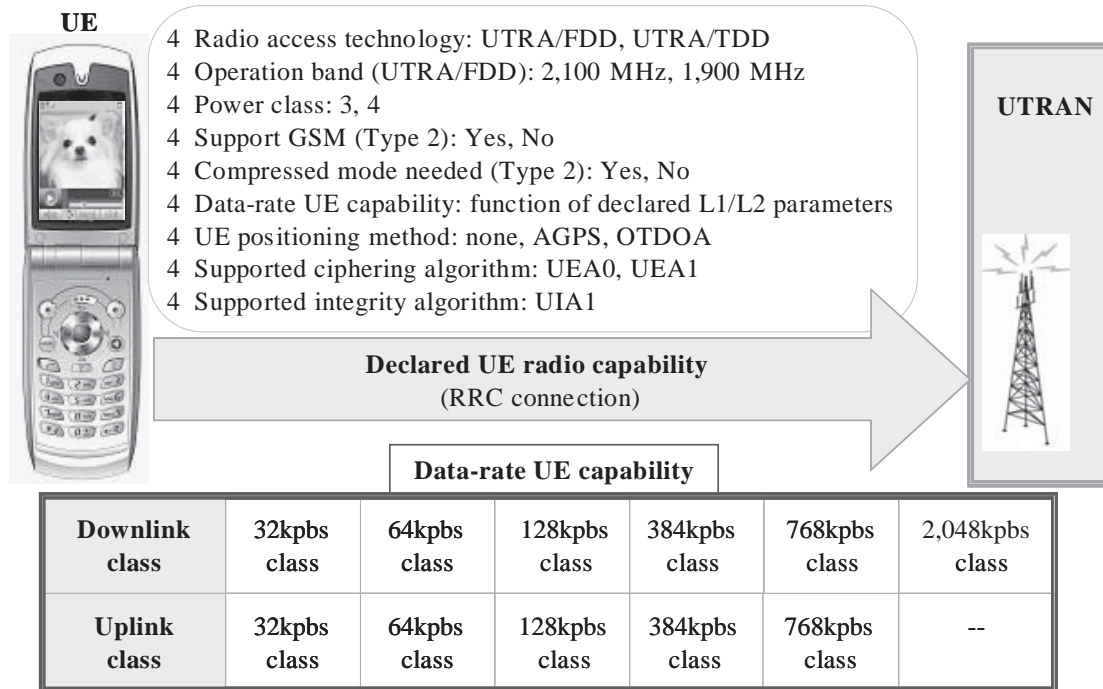 UE
4 Radio access technology: UTRA/FDD, UTRA/TDD
4 Operation band (UTRA/FDD): 2,100 MHz, 1,900 MHz
4 Power class: 3, 4
4 Support GSM (Type 2): Yes, No
4 Compressed mode needed (Type 2): Yes, No
4 Data-rate UE capability: function of declared L1/L2 parameters
4 UE positioning method: none, AGPS, OTDOA
4 Supported ciphering algorithm: UEA0, UEA1
4 Supported integrity algorithm: UIA1
UTRAN
Declared UE radio capability
(RRC connection)
Data-rate UE capability
Downlink class 32kpbs class 64kpbs class 128kpbs class 384kpbs class 768kpbs class 2,048kpbs class
Uplink class 32kpbs class 64kpbs class 128kpbs class 384kpbs class 768kpbs class --